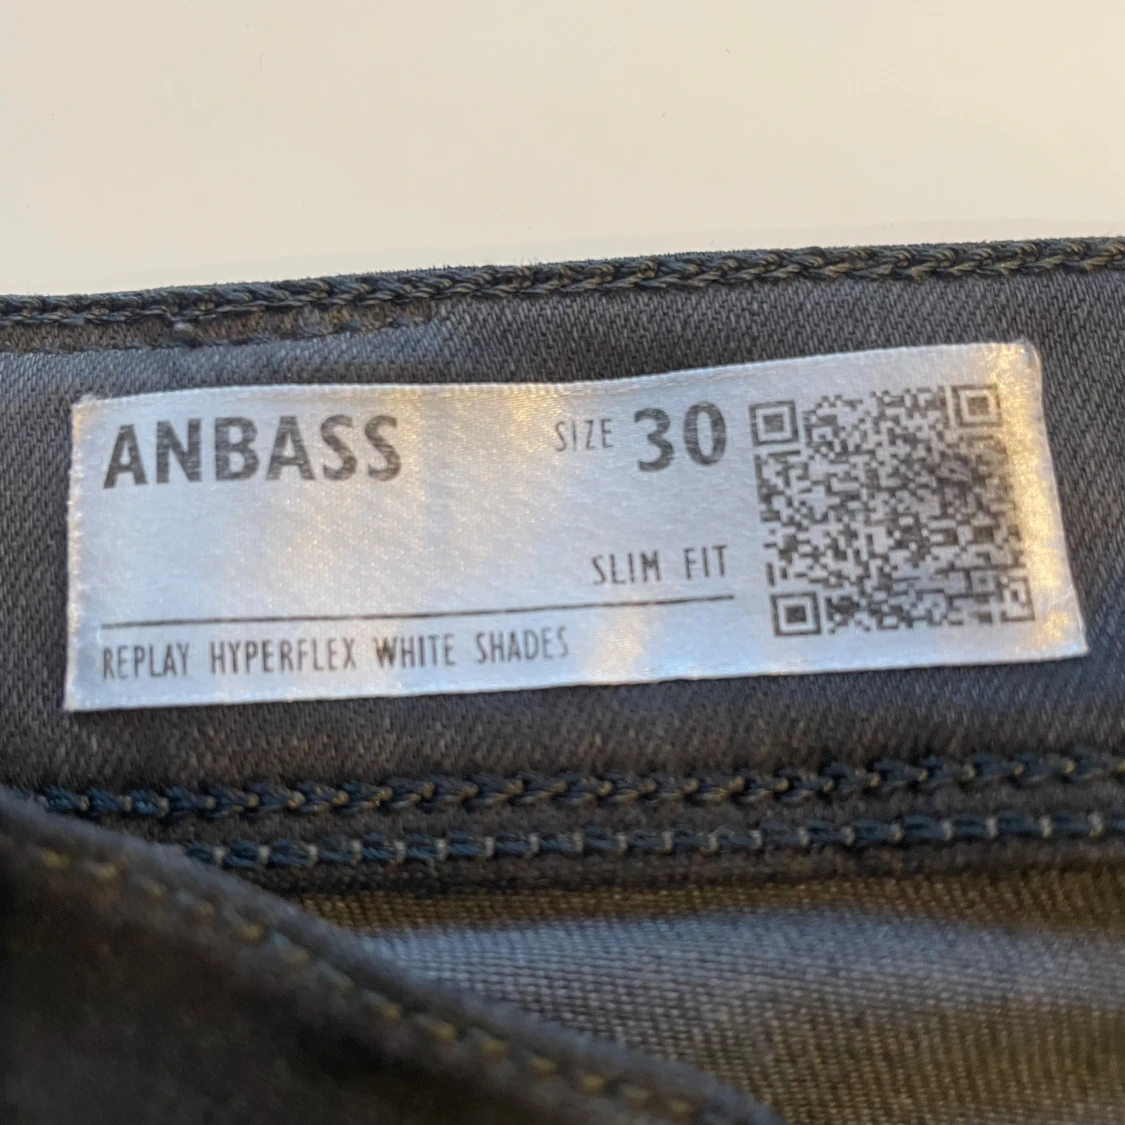 ANBASS SIZE 30
SLIM FIT
REPLAY HYPERFLEX WHITE SHADES